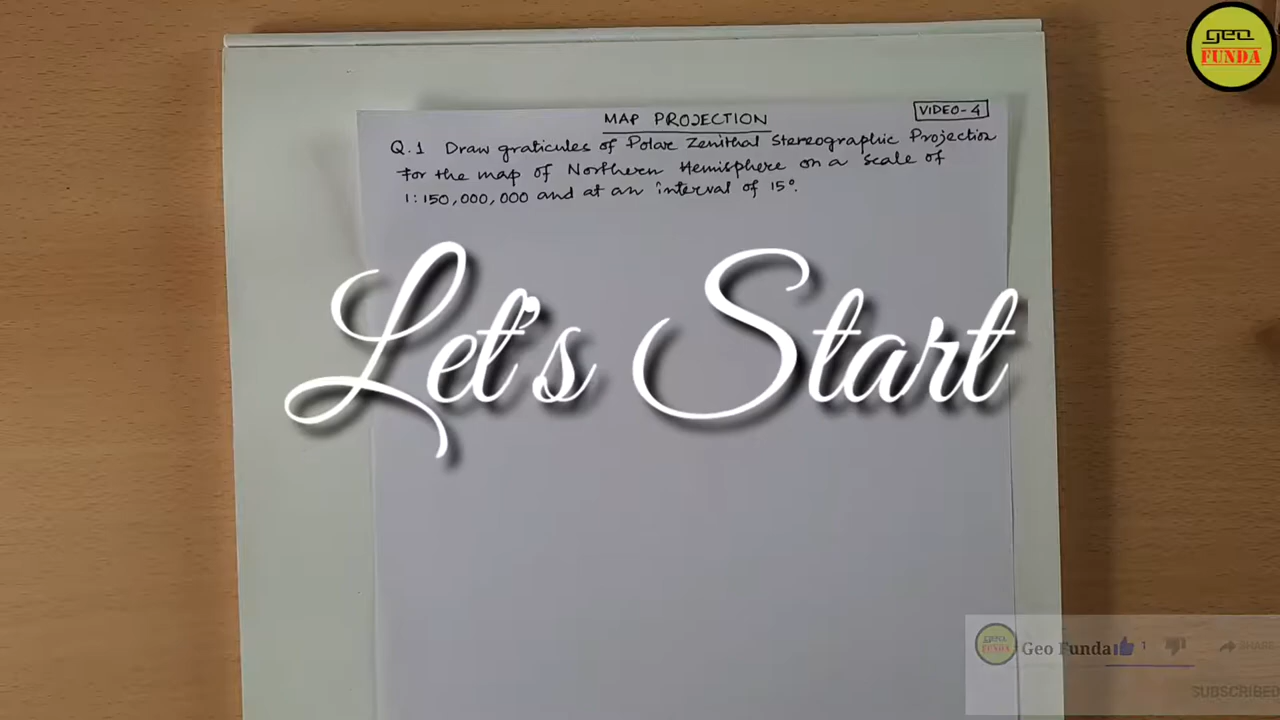 geo
FUNDA
VIDEO-4
MAP PROJECTION
Q.1 Draw graticules of Polar Zenithal Stereographic Projection
for the map of Northern Hemisphere on a scale of
1:150,000,000 and at an interval of 15°.
Let's Start
Geo Funda 1 SHARE
SUBSCRIBED